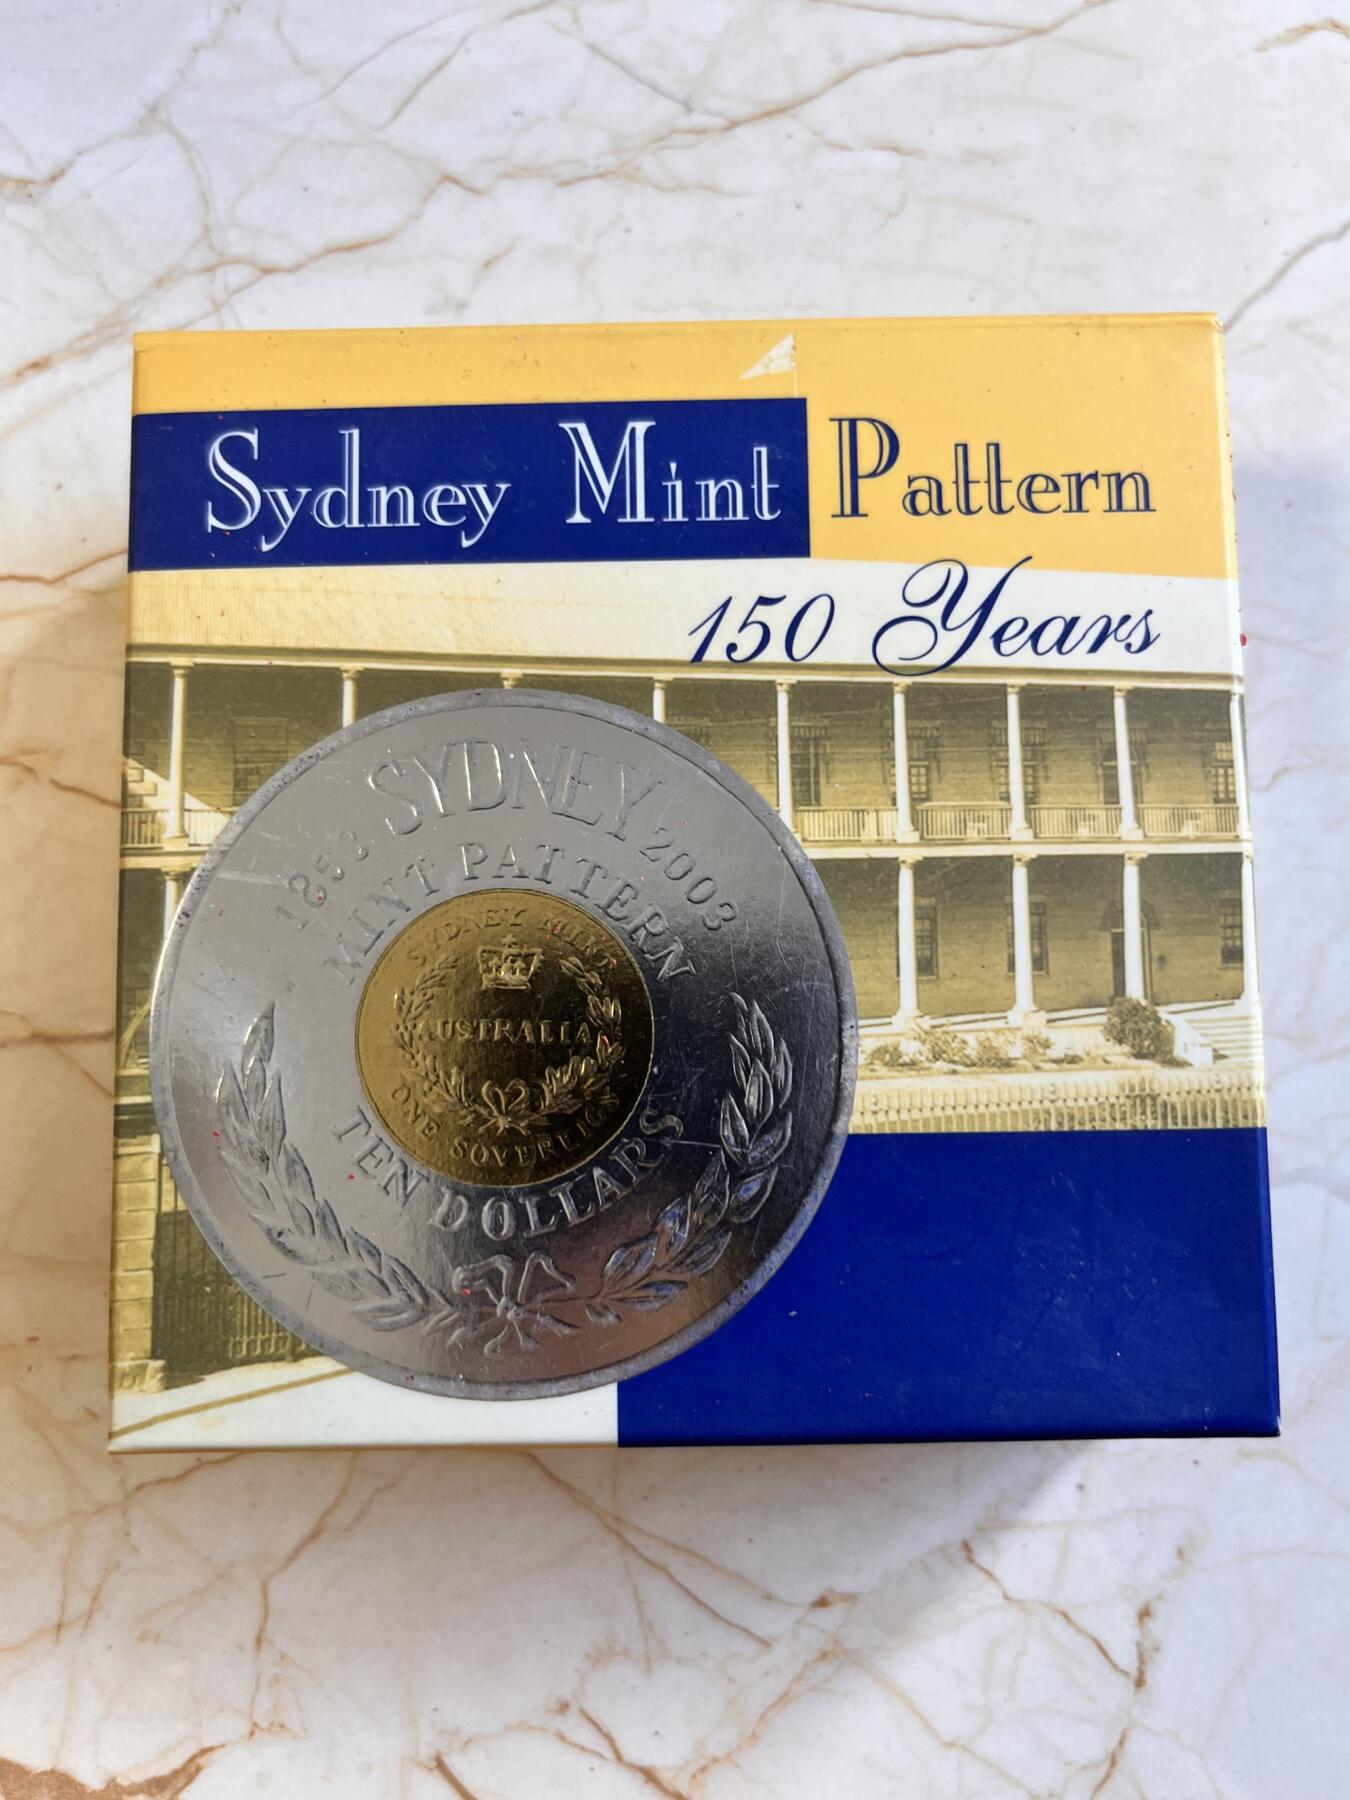 Sydney Mint Pattern
150 Years
1853 SYDNEY 2003
MINT PATTERN
SYDNEY MINT
AUSTRALIA
ONE SOVEREIGN
TEN DOLLARS